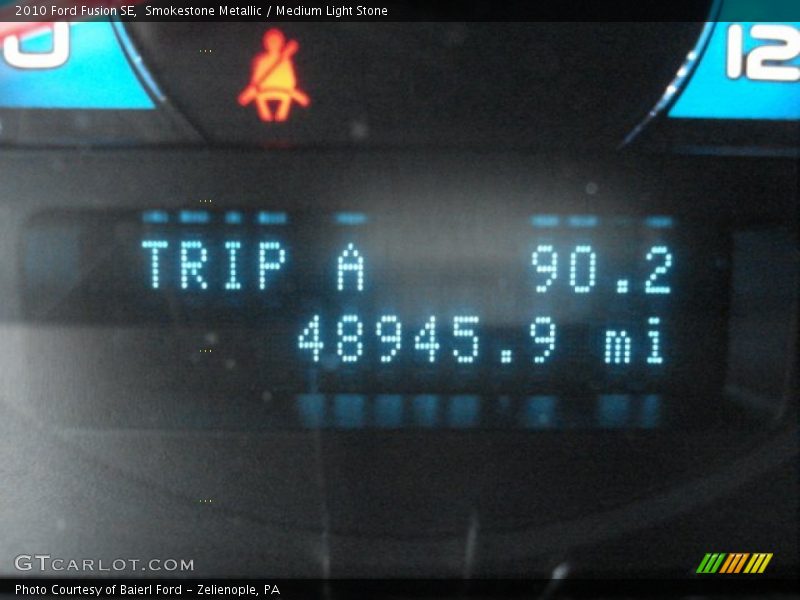 2010 Ford Fusion SE, Smokestone Metallic / Medium Light Stone
0 12
TRIP A 90.2
48945.9 mi
GTCARLOT.COM
Photo Courtesy of Baierl Ford - Zelienople, PA